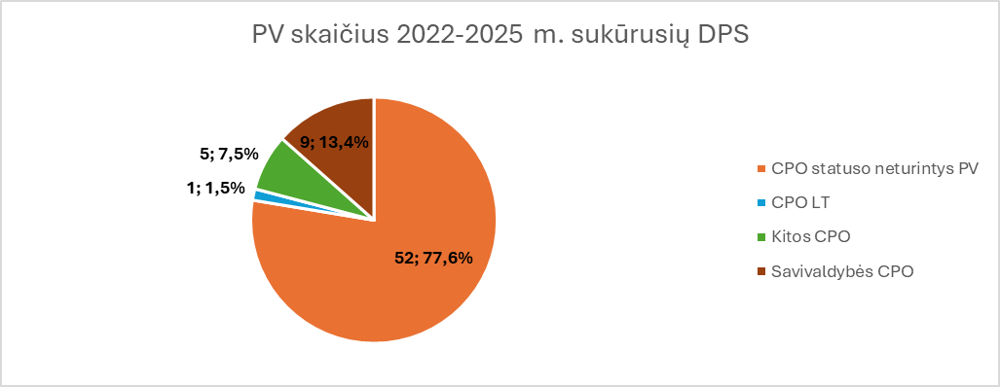 PV skaičius 2022-2025 m. sukūrusių DPS
9; 13,4%
5; 7,5%
1; 1,5%
52; 77,6%
CPO statuso neturintys PV
CPO LT
Kitos CPO
Savivaldybės CPO